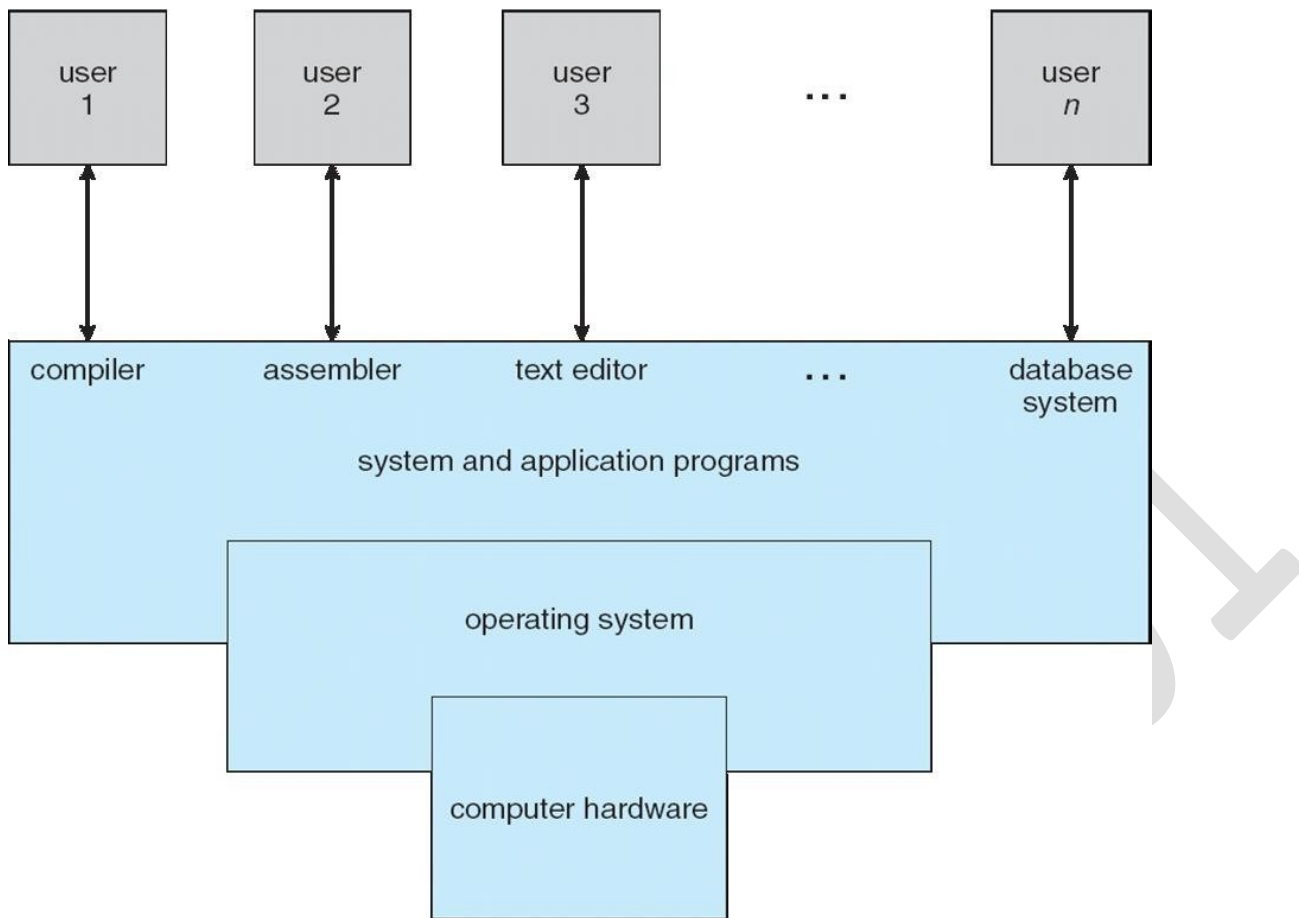 user
1
user
2
user
3
...
user
n
compiler
assembler
text editor
...
database
system
system and application programs
operating system
computer hardware